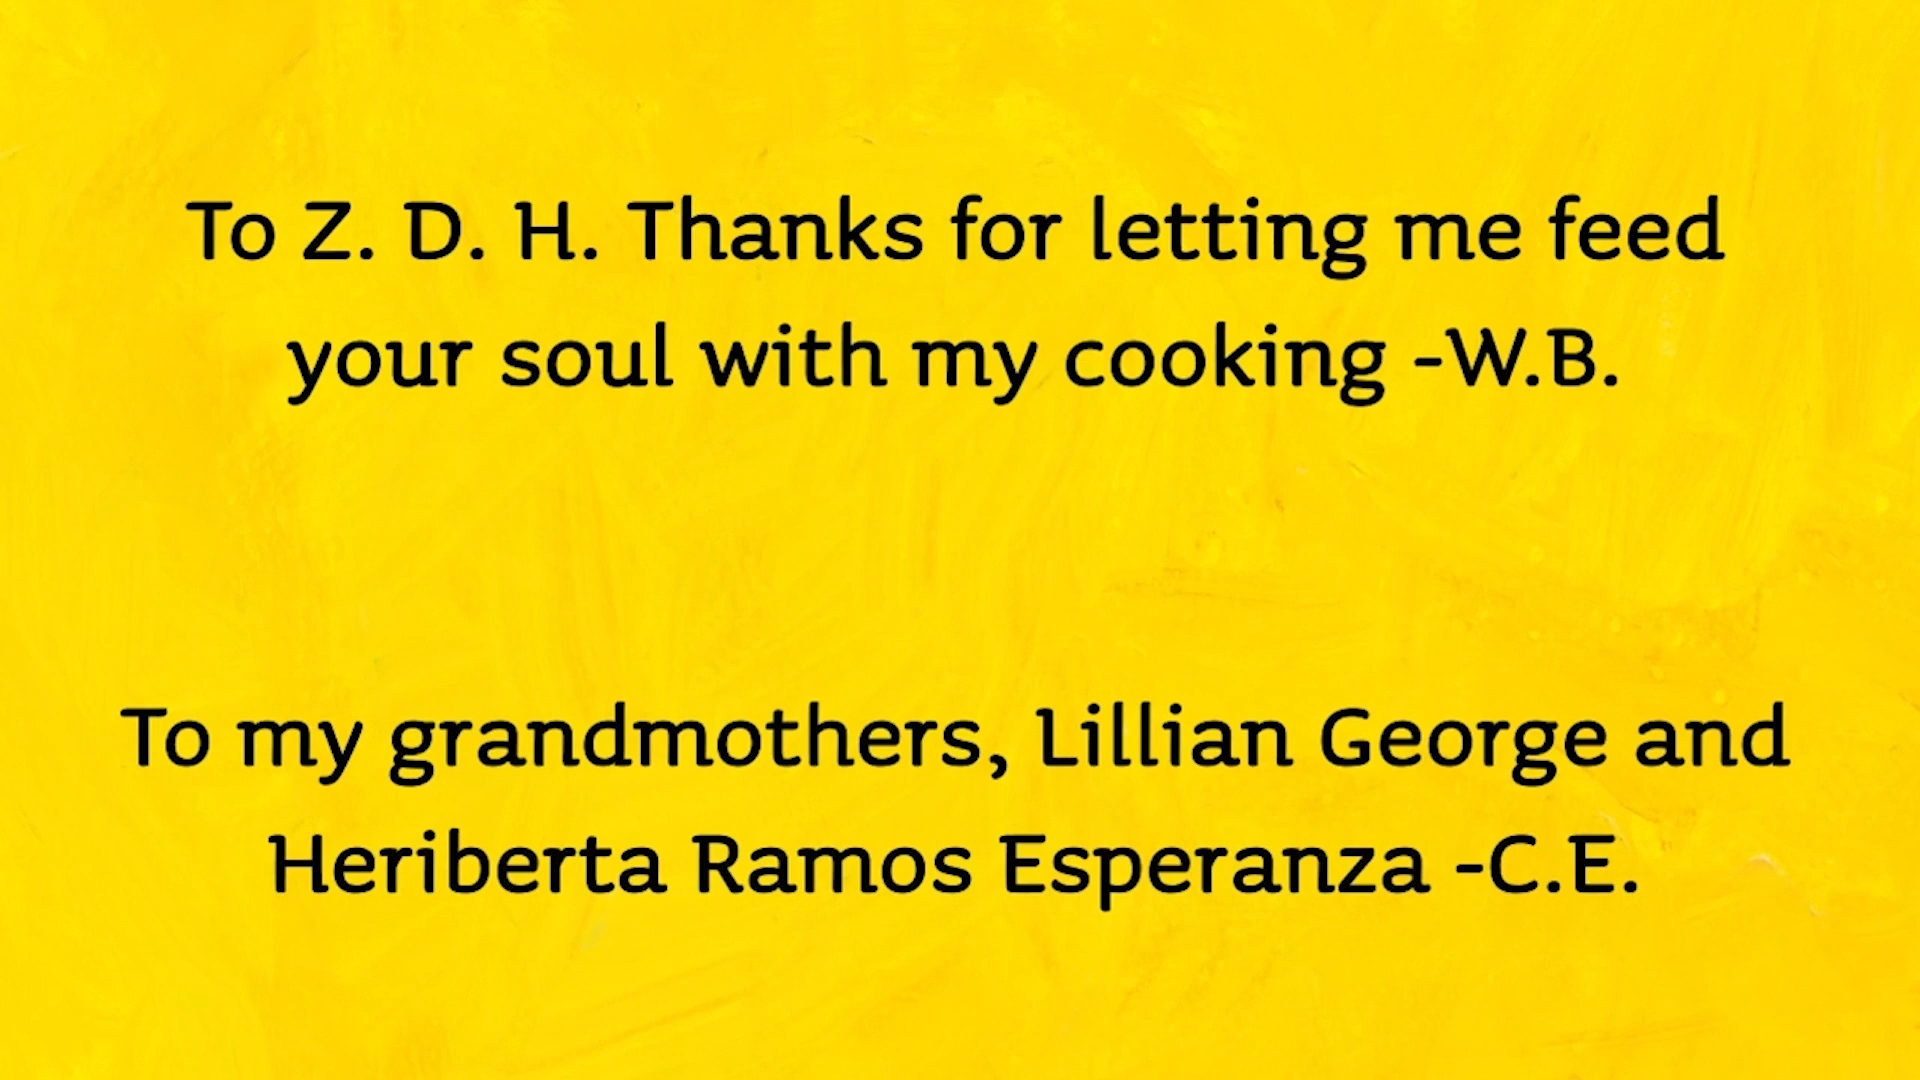 To Z. D. H. Thanks for letting me feed
your soul with my cooking -W.B.
To my grandmothers, Lillian George and
Heriberta Ramos Esperanza -C.E.